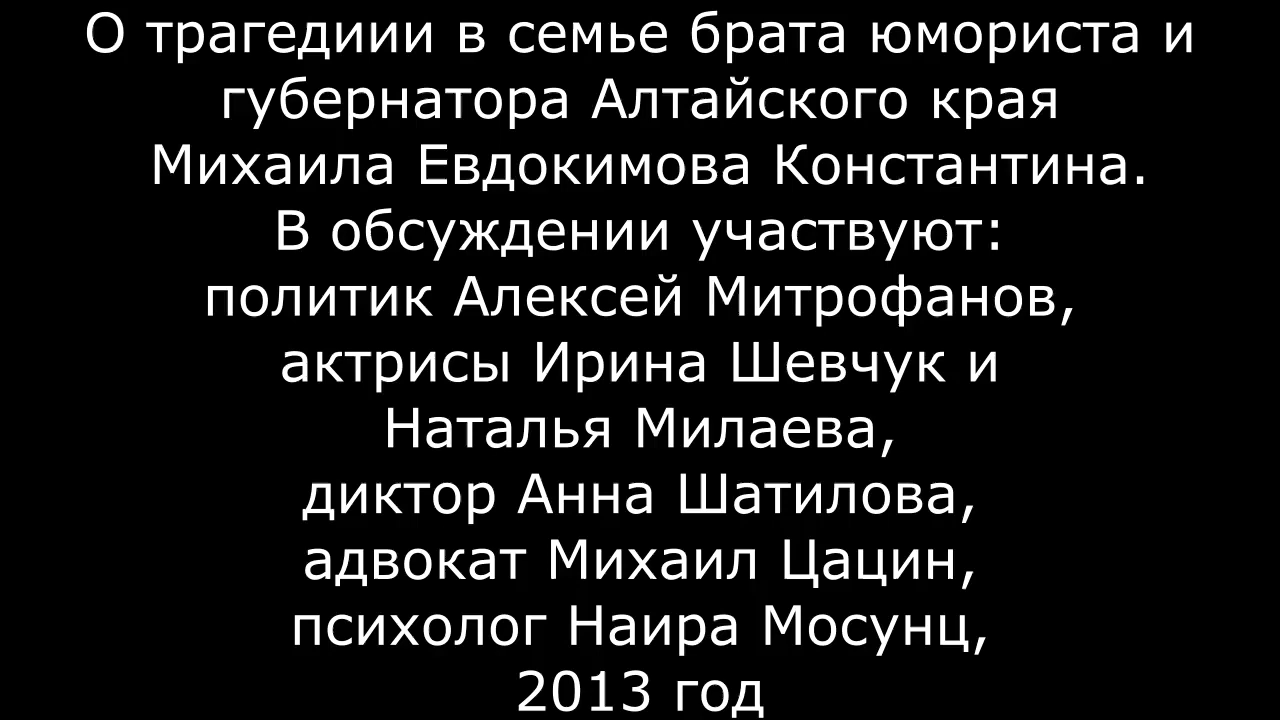 О трагедиии в семье брата юмориста и
губернатора Алтайского края
Михаила Евдокимова Константина.
В обсуждении участвуют:
политик Алексей Митрофанов,
актрисы Ирина Шевчук и
Наталья Милаева,
диктор Анна Шатилова,
адвокат Михаил Цацин,
психолог Наира Мосунц,
2013 год